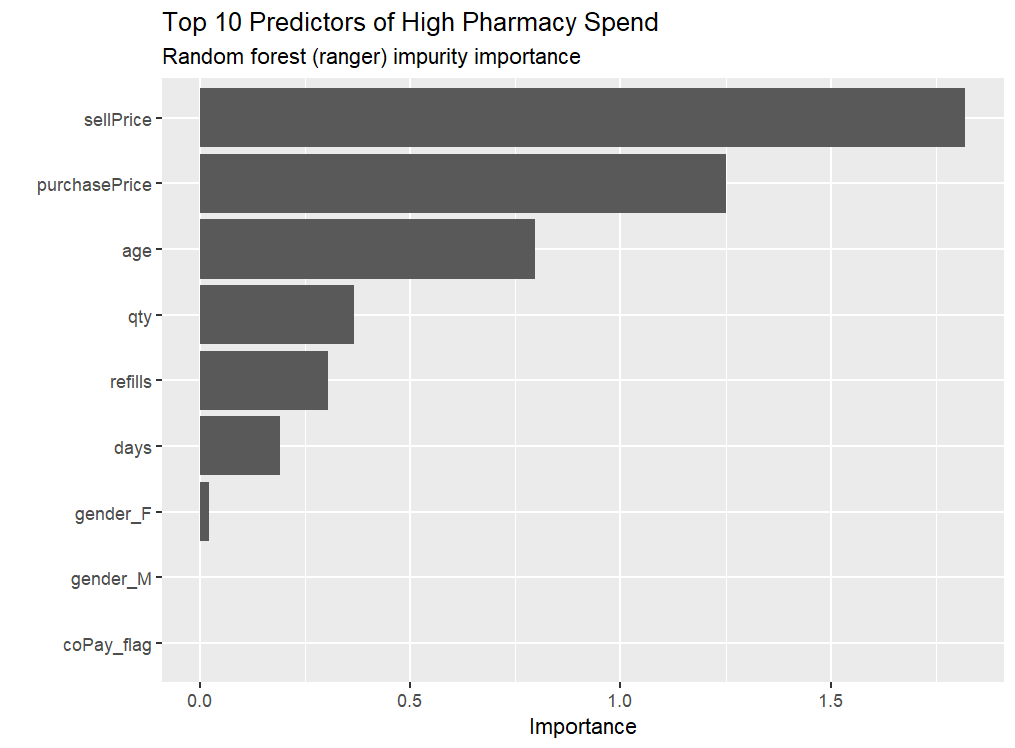 Top 10 Predictors of High Pharmacy Spend
Random forest (ranger) impurity importance
sellPrice
purchasePrice
age
qty
refills
days
gender_F
gender_M
coPay_flag
0.0 0.5 1.0 1.5
Importance